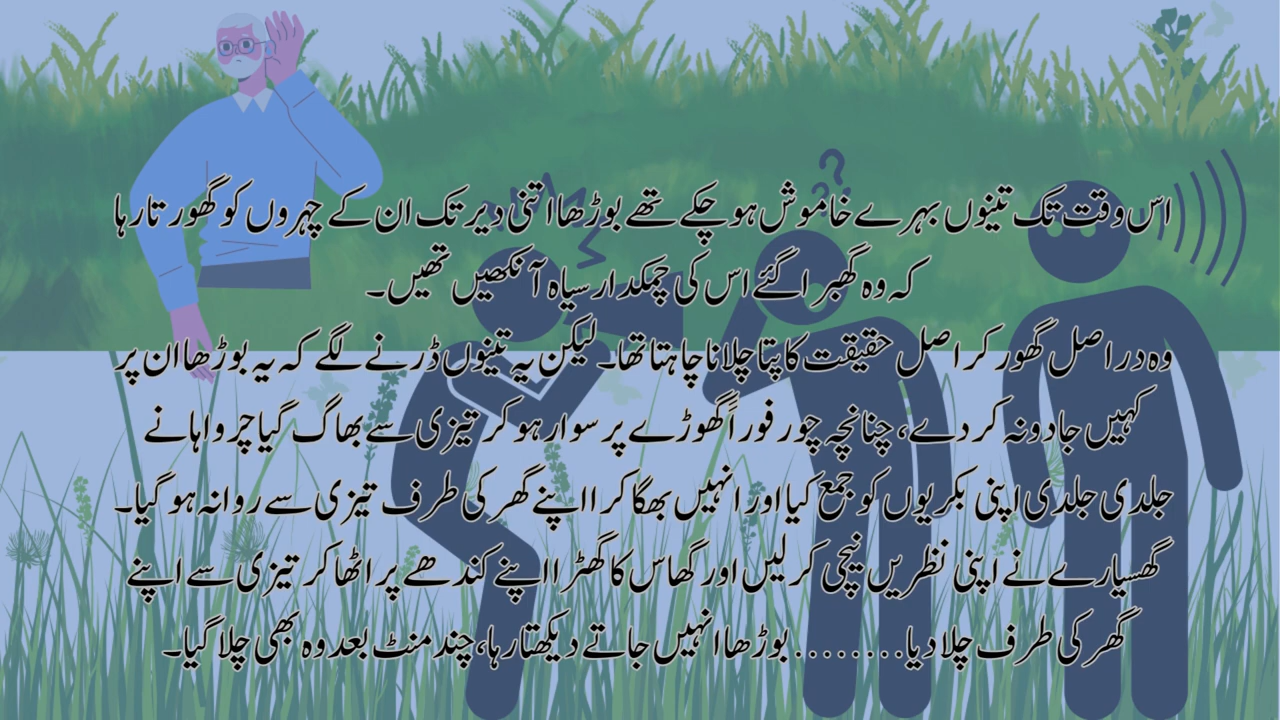 اس وقت تک تینوں بہرے خاموش ہو چکے تھے بوڑھا اتنی دیر تک ان کے چہروں کو گھورتا رہا
کہ وہ گھبرا گئے اس کی چمکدار سیاہ آنکھیں تھیں۔
وہ دراصل گھور کر اصل حقیقت کا پتا چلانا چاہتا تھا۔ لیکن یہ تینوں ڈرنے لگے کہ یہ بوڑھا ان پر
کہیں جادو نہ کر دے، چنانچہ چور فوراً گھوڑے پر سوار ہو کر تیزی سے بھاگ گیا چرواہا نے
جلدی جلدی اپنی بکریوں کو جمع کیا اور انہیں بھگا کر ااپنے گھر کی طرف تیزی سے روانہ ہو گیا۔
گھسیارے نے اپنی نظریں نیچی کر لیں اور گھاس کا گھڑا اپنے کندھے پر اٹھا کر تیزی سے اپنے
گھر کی طرف چلا دیا........ بوڑھا انہیں جاتے دیکھتا رہا، چند منٹ بعد وہ بھی چلا گیا۔